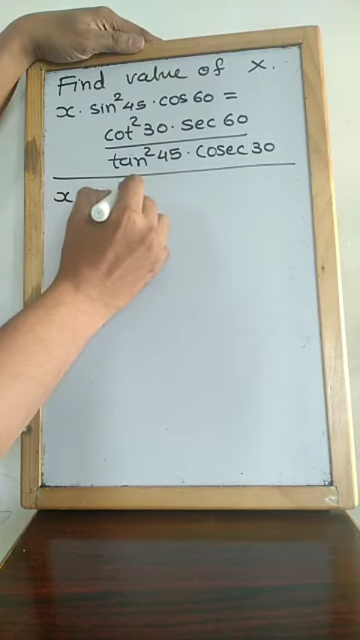 Find value of x.
x. sin²45. cos 60 =
cot²30. sec 60
tan²45. cosec 30
x